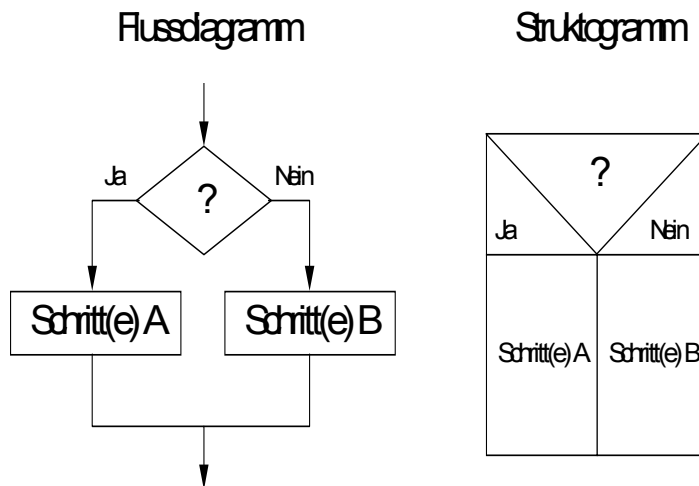 Flussdiagramm
Struktogramm
Ja
Nein
?
Schritt(e) A
Schritt(e) B
?
Ja
Nein
Schritt(e) A
Schritt(e) B